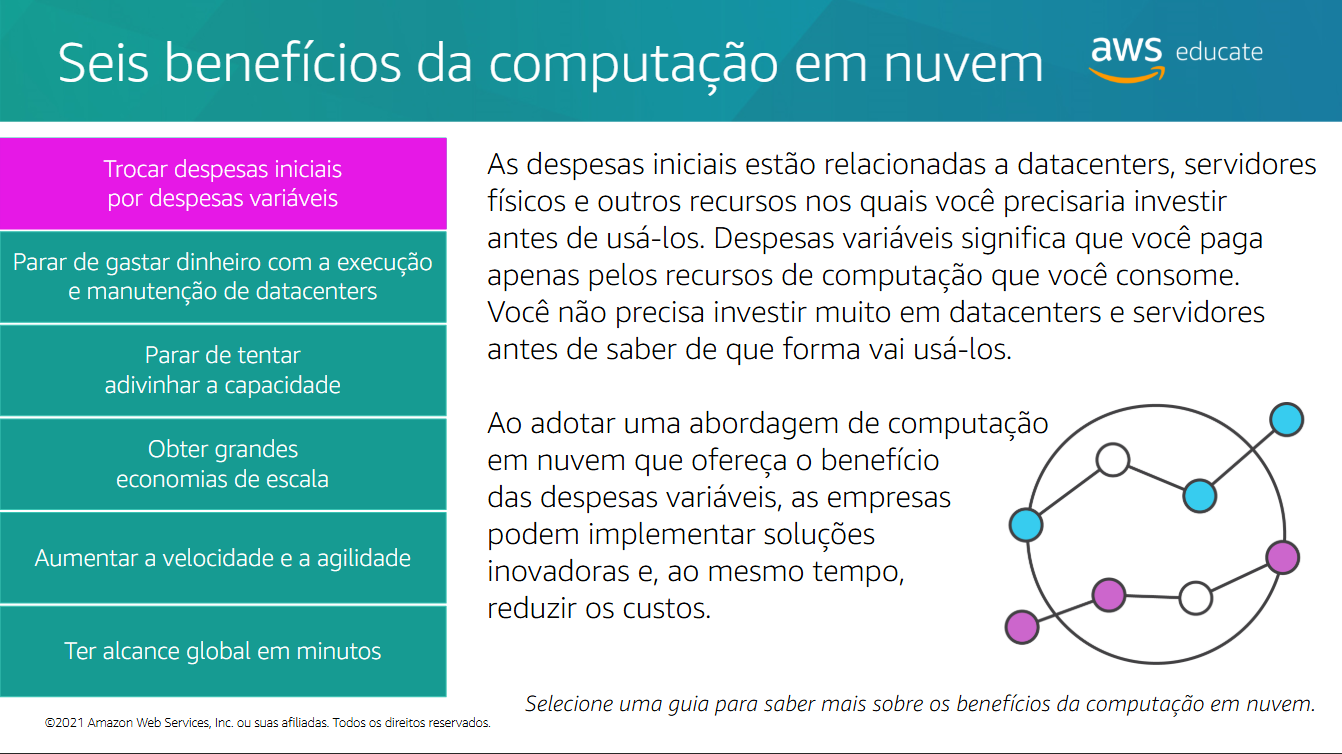 Seis benefícios da computação em nuvem
aws educate
Trocar despesas iniciais
por despesas variáveis
Parar de gastar dinheiro com a execução
e manutenção de datacenters
Parar de tentar
adivinhar a capacidade
Obter grandes
economias de escala
Aumentar a velocidade e a agilidade
Ter alcance global em minutos
As despesas iniciais estão relacionadas a datacenters, servidores
físicos e outros recursos nos quais você precisaria investir
antes de usá-los. Despesas variáveis significa que você paga
apenas pelos recursos de computação que você consome.
Você não precisa investir muito em datacenters e servidores
antes de saber de que forma vai usá-los.
Ao adotar uma abordagem de computação
em nuvem que ofereça o benefício
das despesas variáveis, as empresas
podem implementar soluções
inovadoras e, ao mesmo tempo,
reduzir os custos.
Selecione uma guia para saber mais sobre os benefícios da computação em nuvem.
©2021 Amazon Web Services, Inc. ou suas afiliadas. Todos os direitos reservados.